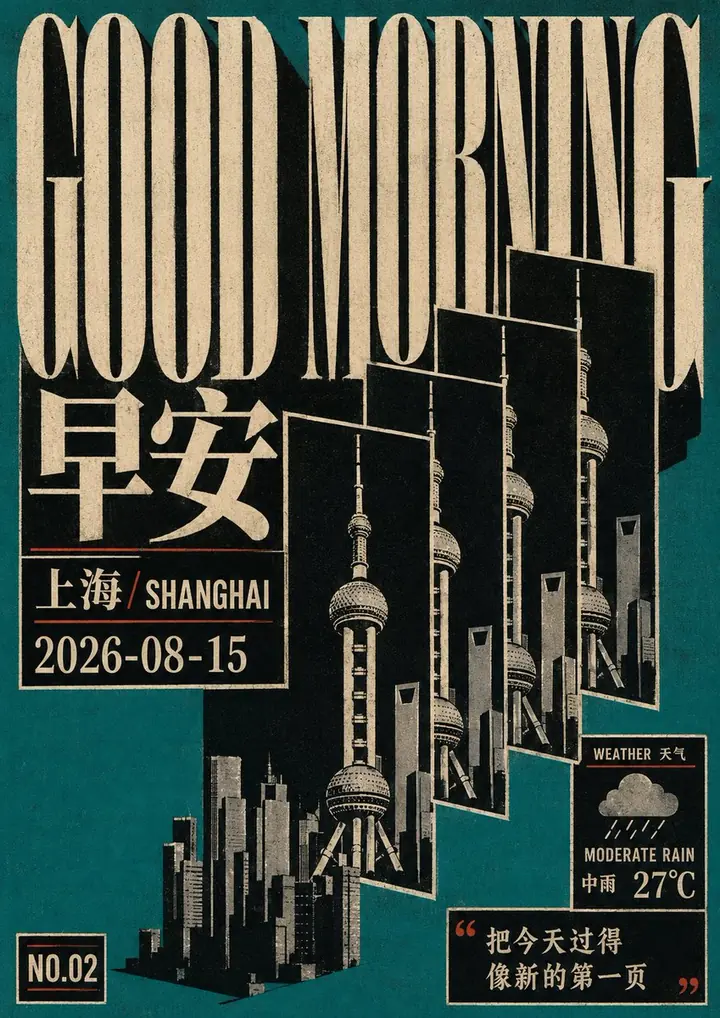 GOOD MORNING
早安
上海/SHANGHAI
2026-08-15
WEATHER 天气
MODERATE RAIN
中雨 27℃
“把今天过得
像新的第一页”
NO.02